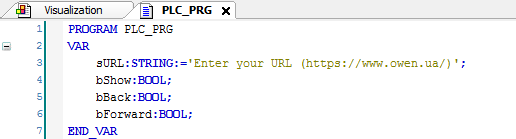 Visualization PLC_PRG
1 PROGRAM PLC_PRG
2 VAR
3 sURL:STRING:='Enter your URL (https://www.owen.ua/)';
4 bShow:BOOL;
5 bBack:BOOL;
6 bForward:BOOL;
7 END_VAR